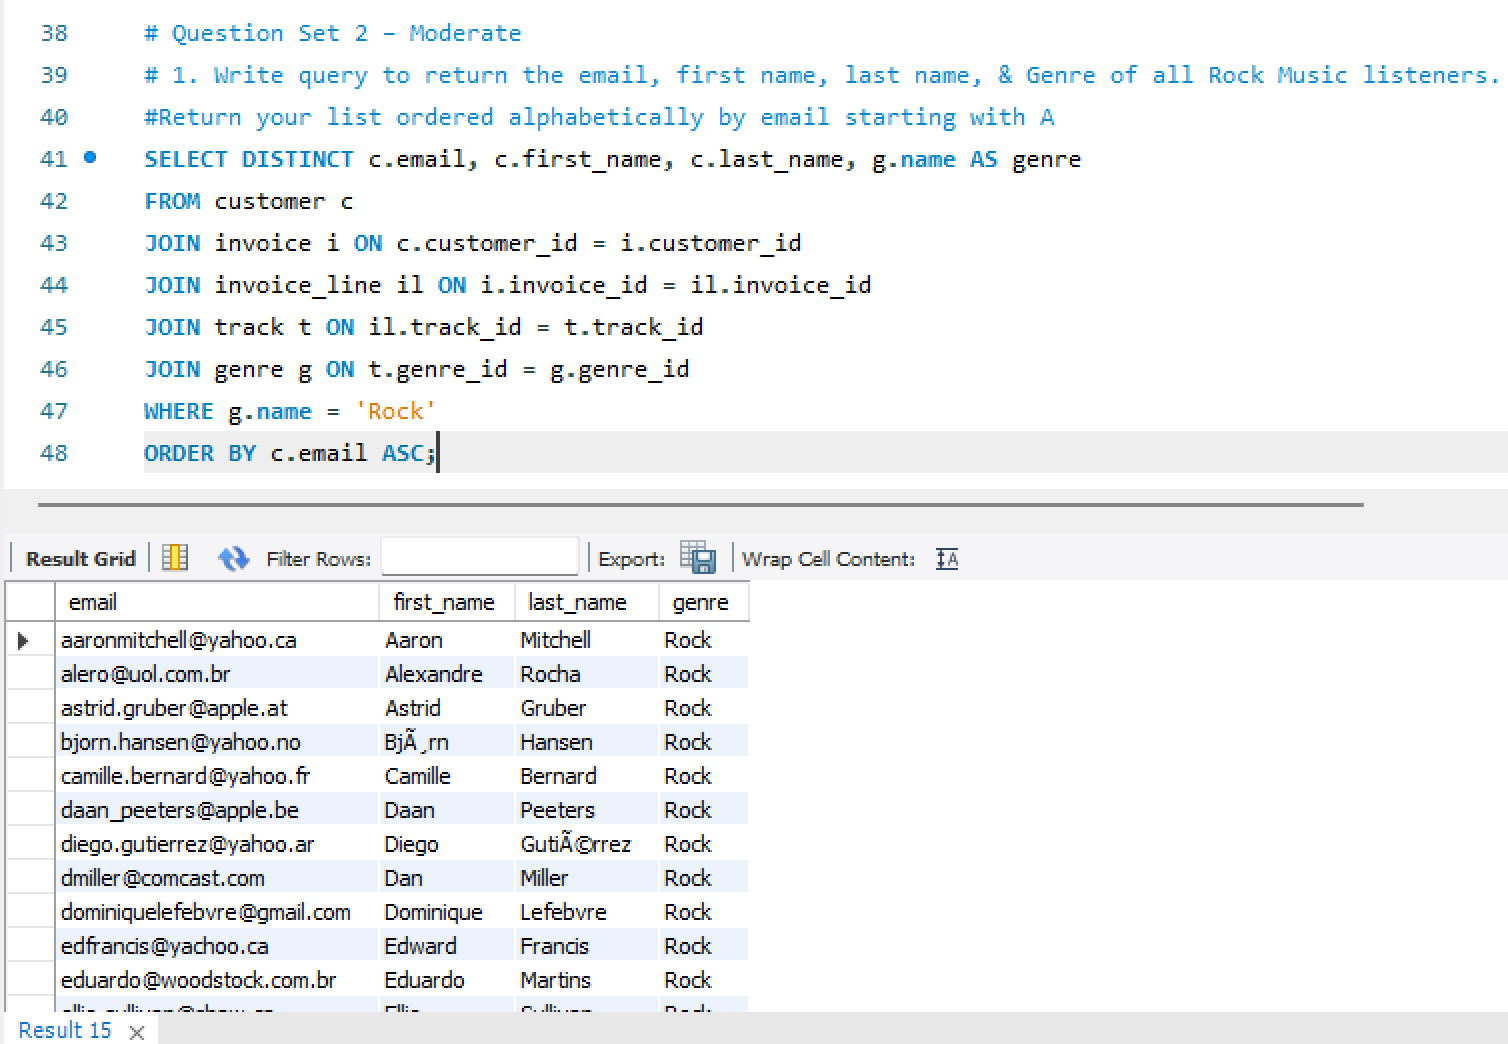 38 # Question Set 2 – Moderate
39 # 1. Write query to return the email, first name, last name, & Genre of all Rock Music listeners.
40 #Return your list ordered alphabetically by email starting with A
41 SELECT DISTINCT c.email, c.first_name, c.last_name, g.name AS genre
42 FROM customer c
43 JOIN invoice i ON c.customer_id = i.customer_id
44 JOIN invoice_line il ON i.invoice_id = il.invoice_id
45 JOIN track t ON il.track_id = t.track_id
46 JOIN genre g ON t.genre_id = g.genre_id
47 WHERE g.name = 'Rock'
48 ORDER BY c.email ASC;
Result Grid Filter Rows: Export: Wrap Cell Content: IA
email first_name last_name genre
aaronmitchell@yahoo.ca Aaron Mitchell Rock
alero@uol.com.br Alexandre Rocha Rock
astrid.gruber@apple.at Astrid Gruber Rock
bjorn.hansen@yahoo.no BjÃ¸rn Hansen Rock
camille.bernard@yahoo.fr Camille Bernard Rock
daan_peeters@apple.be Daan Peeters Rock
diego.gutierrez@yahoo.ar Diego GutiÃ©rrez Rock
dmiller@comcast.com Dan Miller Rock
dominiquelefebvre@gmail.com Dominique Lefebvre Rock
edfrancis@yachoo.ca Edward Francis Rock
eduardo@woodstock.com.br Eduardo Martins Rock
Result 15